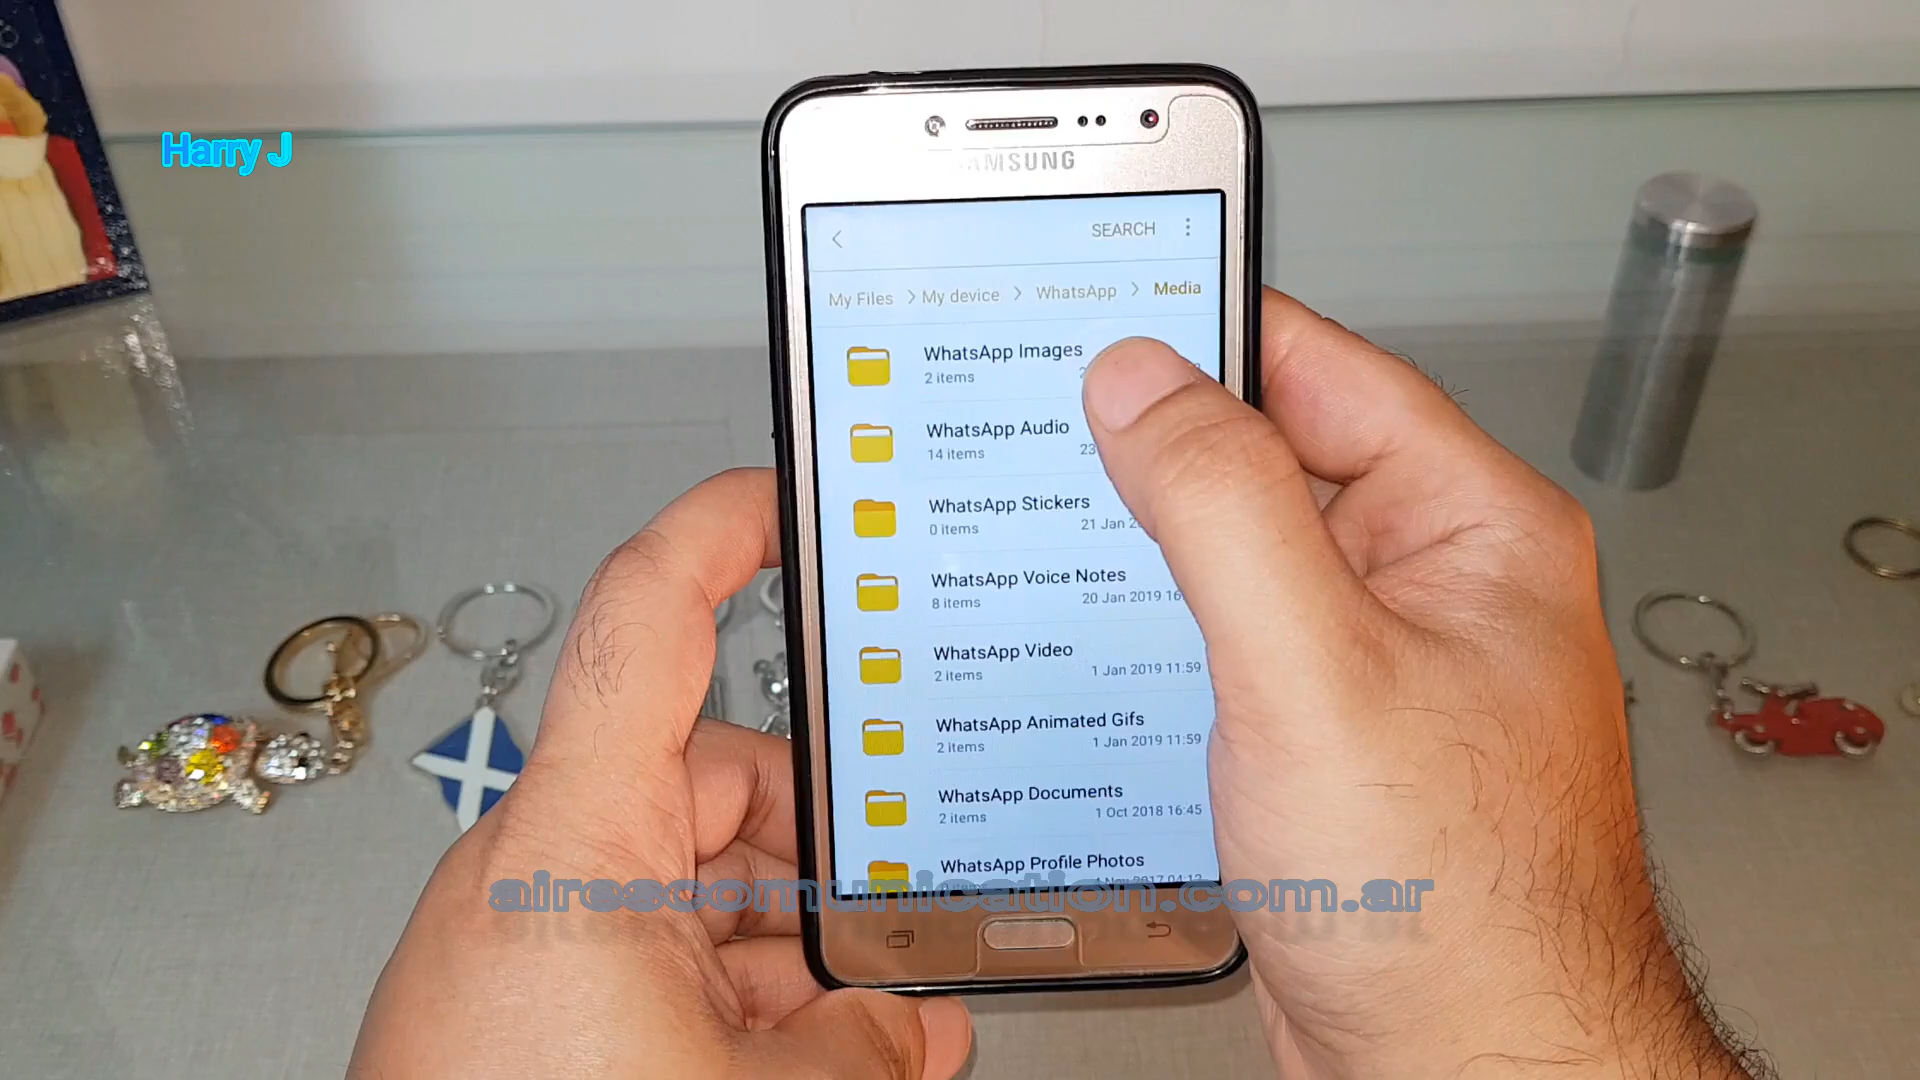 Harry J
SAMSUNG
SEARCH
My Files > My device > WhatsApp > Media
WhatsApp Images
2 items
WhatsApp Audio
14 items 23
WhatsApp Stickers
0 items 21 Jan
WhatsApp Voice Notes
8 items 20 Jan 2019
WhatsApp Video
2 items 1 Jan 2019 11:59
WhatsApp Animated Gifs
2 items 1 Jan 2019 11:59
WhatsApp Documents
2 items 1 Oct 2018 16:45
WhatsApp Profile Photos
airescomunication.com.ar